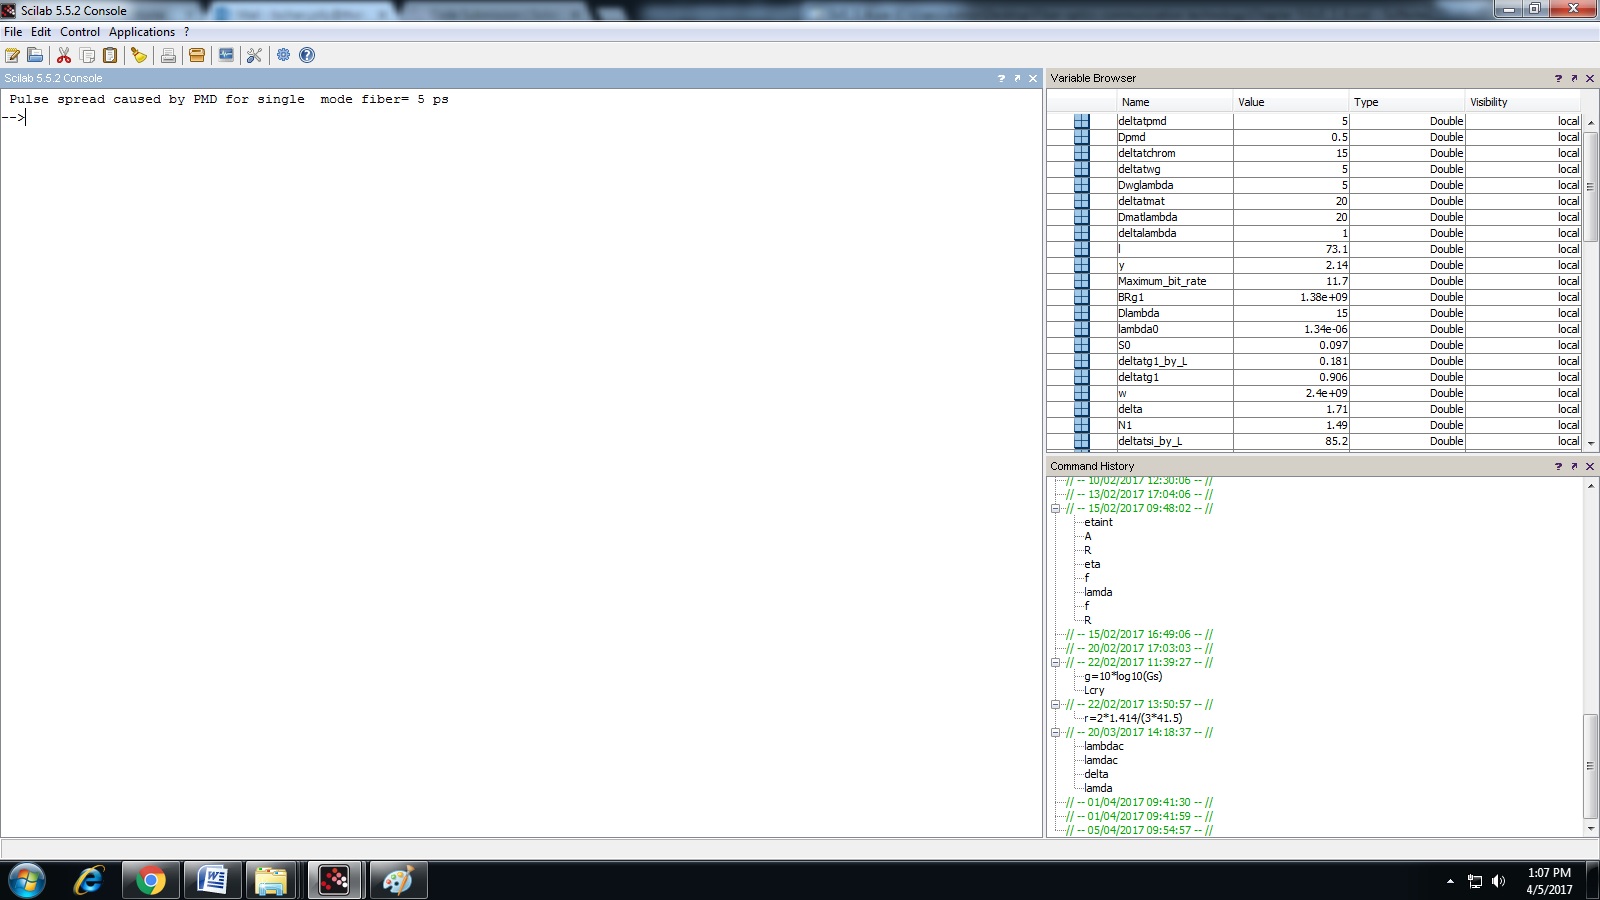 Scilab 5.5.2 Console
File Edit Control Applications ?
Scilab 5.5.2 Console
Pulse spread caused by PMD for single  mode fiber= 5 ps
-->
Variable Browser
Name Value Type Visibility
deltatpmd 5 Double local
Dpmd 0.5 Double local
deltatchrom 15 Double local
deltatwg 5 Double local
Dwglambda 5 Double local
deltatmat 20 Double local
Dmatlambda 20 Double local
deltalambda 1 Double local
l 73.1 Double local
y 2.14 Double local
Maximum_bit_rate 11.7 Double local
BRg1 1.38e+09 Double local
Dlambda 15 Double local
lambda0 1.34e-06 Double local
S0 0.097 Double local
deltatg1_by_L 0.181 Double local
deltatg1 0.906 Double local
w 2.4e+09 Double local
delta 1.71 Double local
N1 1.49 Double local
deltatsi_by_L 85.2 Double local
Command History
// -- 10/02/2017 12:30:06 -- //
// -- 13/02/2017 17:04:06 -- //
// -- 15/02/2017 09:48:02 -- //
etaint
A
R
eta
f
lamda
f
R
// -- 15/02/2017 16:49:06 -- //
// -- 20/02/2017 17:03:03 -- //
// -- 22/02/2017 11:39:27 -- //
g=10*log10(Gs)
Lcry
// -- 22/02/2017 13:50:57 -- //
r=2*1.414/(3*41.5)
// -- 20/03/2017 14:18:37 -- //
lambdac
lamdac
delta
lamda
// -- 01/04/2017 09:41:30 -- //
// -- 01/04/2017 09:41:59 -- //
// -- 05/04/2017 09:54:57 -- //
1:07 PM
4/5/2017